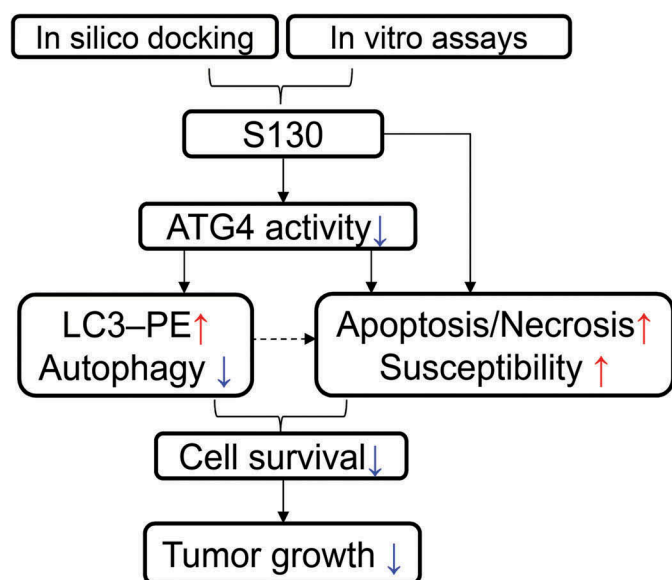 In silico docking
In vitro assays
S130
ATG4 activity↓
LC3–PE↑
Autophagy ↓
Apoptosis/Necrosis↑
Susceptibility ↑
Cell survival↓
Tumor growth ↓